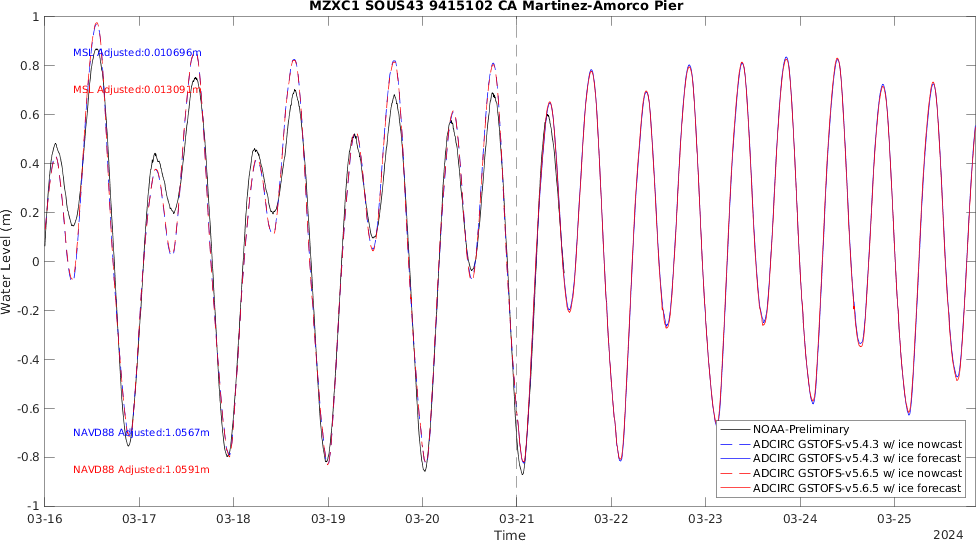 MZXC1 SOUS43 9415102 CA Martinez-Amorco Pier
1
0.8
0.6
0.4
0.2
0
-0.2
-0.4
-0.6
-0.8
-1
Water Level (m)
MSL Adjusted:0.010696m
MSL Adjusted:0.013091m
NAVD88 Adjusted:1.0567m
NAVD88 Adjusted:1.0591m
NOAA-Preliminary
ADCIRC GSTOFS-v5.4.3 w/ ice nowcast
ADCIRC GSTOFS-v5.4.3 w/ ice forecast
ADCIRC GSTOFS-v5.6.5 w/ ice nowcast
ADCIRC GSTOFS-v5.6.5 w/ ice forecast
03-16 03-17 03-18 03-19 03-20 03-21 03-22 03-23 03-24 03-25
Time
2024